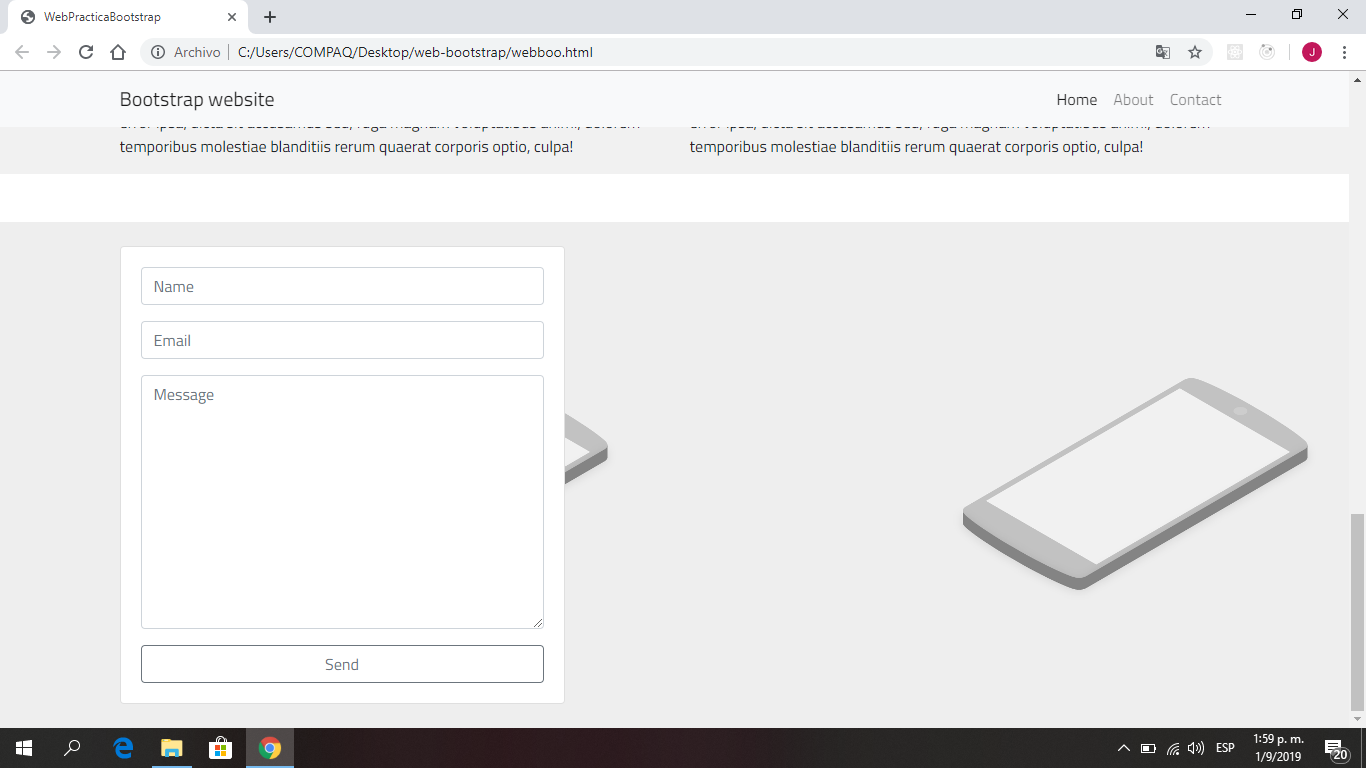 WebPracticaBootstrap
Archivo C:/Users/COMPAQ/Desktop/web-bootstrap/webboo.html
J
Bootstrap website Home About Contact
temporibus molestiae blanditiis rerum quaerat corporis optio, culpa!
temporibus molestiae blanditiis rerum quaerat corporis optio, culpa!
Name
Email
Message
Send
ESP
1:59 p. m.
1/9/2019
20